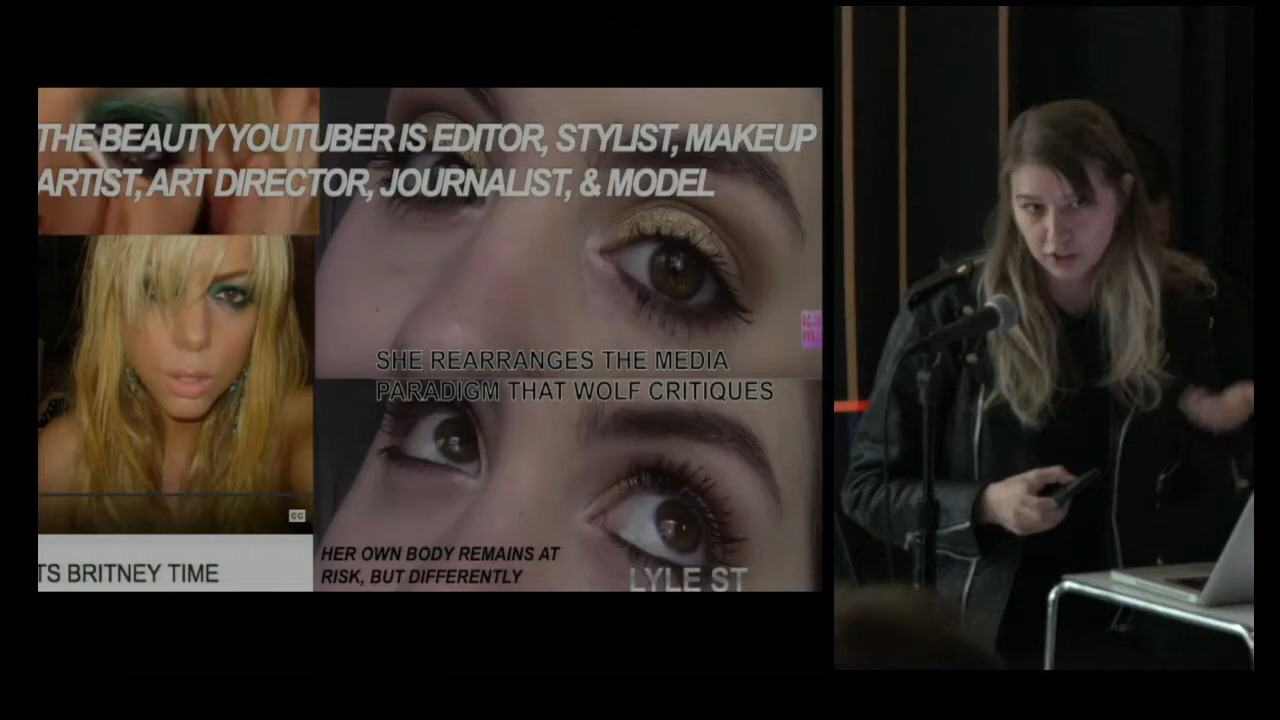 THE BEAUTY YOUTUBER IS EDITOR, STYLIST, MAKEUP
ARTIST, ART DIRECTOR, JOURNALIST, & MODEL
SHE REARRANGES THE MEDIA
PARADIGM THAT WOLF CRITIQUES
CC
HER OWN BODY REMAINS AT
RISK, BUT DIFFERENTLY
TS BRITNEY TIME
LYLE ST